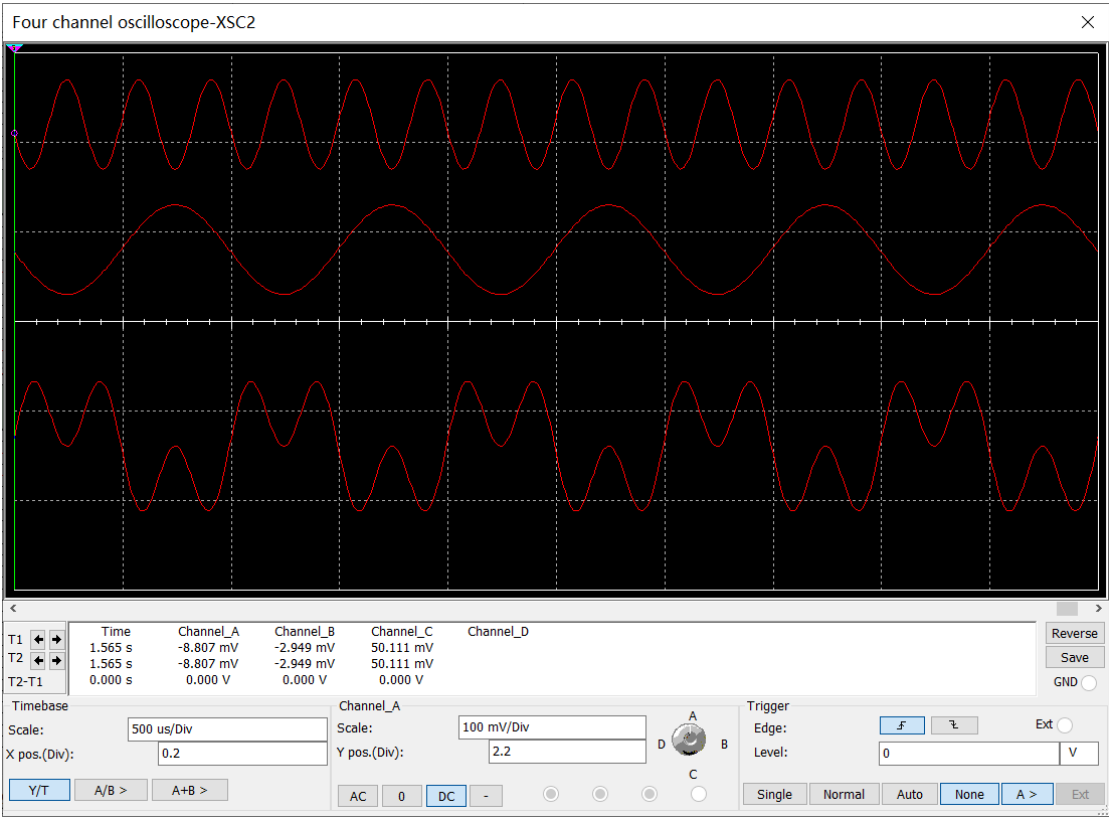 Four channel oscilloscope-XSC2
Time Channel_A Channel_B Channel_C Channel_D
T1 1.565 s -8.807 mV -2.949 mV 50.111 mV
T2 1.565 s -8.807 mV -2.949 mV 50.111 mV
T2-T1 0.000 s 0.000 V 0.000 V 0.000 V
Reverse
Save
GND
Timebase
Scale: 500 us/Div
X pos.(Div): 0.2
Y/T A/B > A+B >
Channel_A
Scale: 100 mV/Div
Y pos.(Div): 2.2
AC 0 DC -
A
D B
C
Trigger
Edge: Ext
Level: 0 V
Single Normal Auto None A > Ext